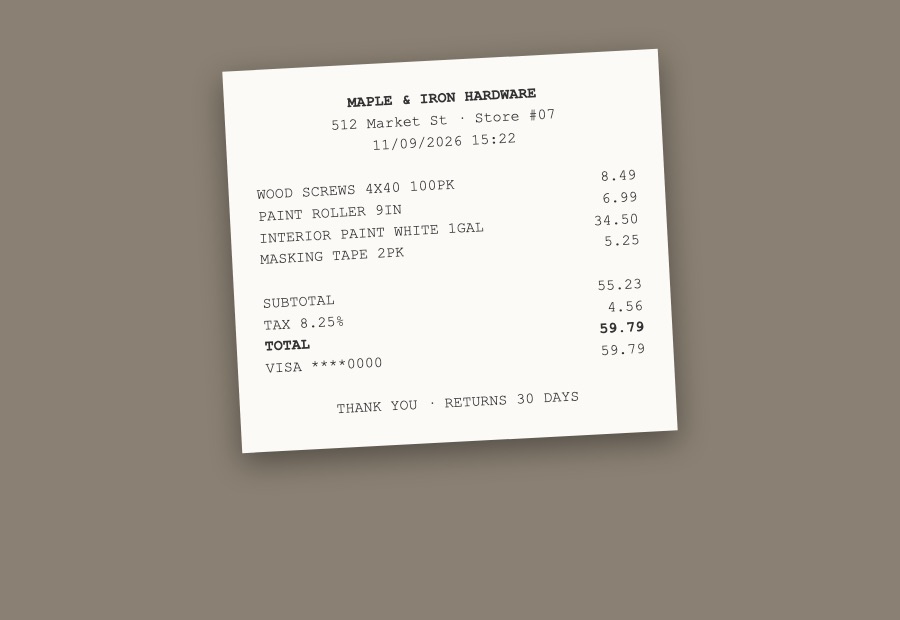 MAPLE & IRON HARDWARE
512 Market St · Store #07
11/09/2026 15:22
WOOD SCREWS 4X40 100PK 8.49
PAINT ROLLER 9IN 6.99
INTERIOR PAINT WHITE 1GAL 34.50
MASKING TAPE 2PK 5.25
SUBTOTAL 55.23
TAX 8.25% 4.56
TOTAL 59.79
VISA ****0000 59.79
THANK YOU · RETURNS 30 DAYS